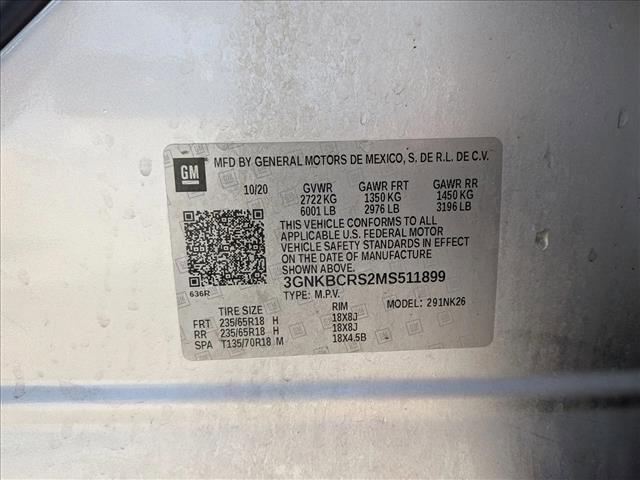 GM MFD BY GENERAL MOTORS DE MEXICO, S. DE R.L. DE C.V.
10/20 GVWR GAWR FRT GAWR RR
2722 KG 1350 KG 1450 KG
6001 LB 2976 LB 3196 LB
THIS VEHICLE CONFORMS TO ALL
APPLICABLE U.S. FEDERAL MOTOR
VEHICLE SAFETY STANDARDS IN EFFECT
ON THE DATE OF MANUFACTURE
SHOWN ABOVE.
3GNKBCRS2MS511899
636R
TYPE: M.P.V. MODEL: 291NK26
TIRE SIZE RIM
FRT 235/65R18 H 18X8J
RR 235/65R18 H 18X8J
SPA T135/70R18 M 18X4.5B